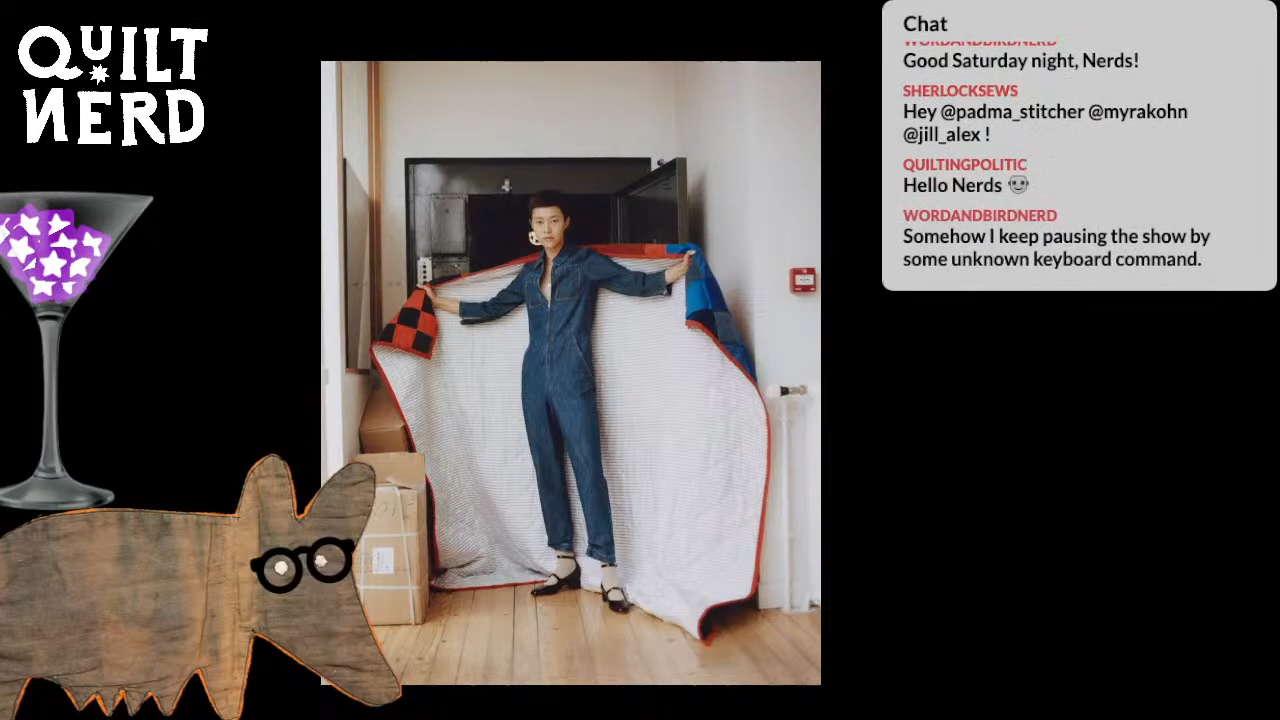 QUILT
NERD
Chat
WORDANDBIRDNERD
Good Saturday night, Nerds!
SHERLOCKSEWS
Hey @padma_stitcher @myrakohn
@jill_alex !
QUILTINGPOLITIC
Hello Nerds
WORDANDBIRDNERD
Somehow I keep pausing the show by
some unknown keyboard command.